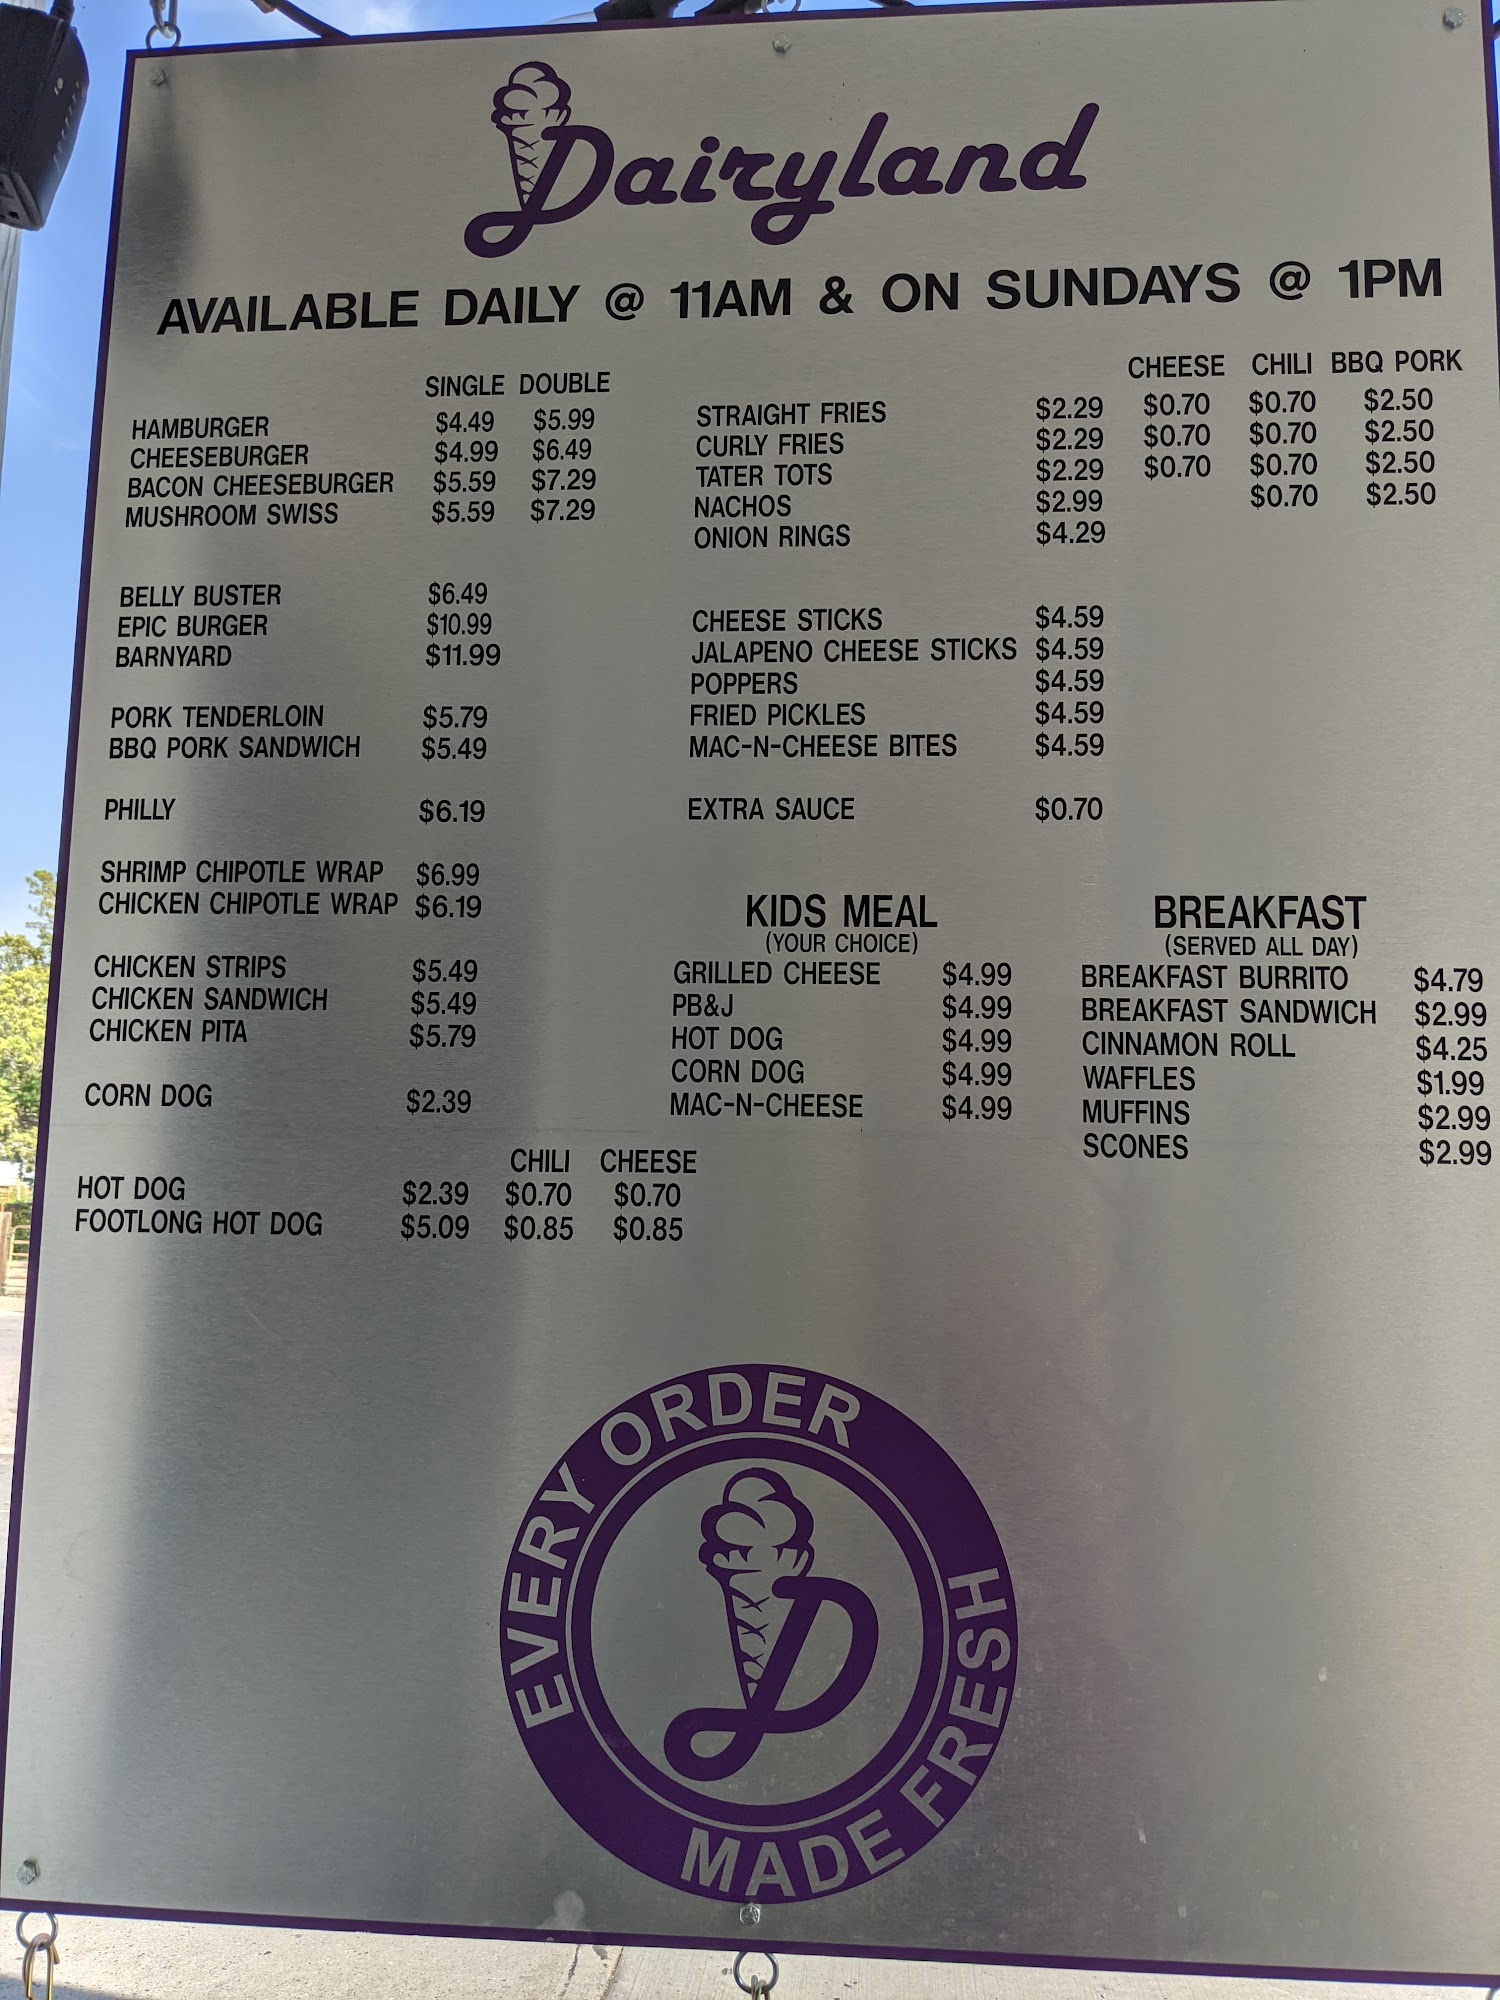 Dairyland
AVAILABLE DAILY @ 11AM & ON SUNDAYS @ 1PM
SINGLE DOUBLE
HAMBURGER $4.49 $5.99
CHEESEBURGER $4.99 $6.49
BACON CHEESEBURGER $5.59 $7.29
MUSHROOM SWISS $5.59 $7.29
BELLY BUSTER $6.49
EPIC BURGER $10.99
BARNYARD $11.99
PORK TENDERLOIN $5.79
BBQ PORK SANDWICH $5.49
PHILLY $6.19
SHRIMP CHIPOTLE WRAP $6.99
CHICKEN CHIPOTLE WRAP $6.19
CHICKEN STRIPS $5.49
CHICKEN SANDWICH $5.49
CHICKEN PITA $5.79
CORN DOG $2.39
CHILI CHEESE
HOT DOG $2.39 $0.70 $0.70
FOOTLONG HOT DOG $5.09 $0.85 $0.85
CHEESE CHILI BBQ PORK
STRAIGHT FRIES $2.29 $0.70 $0.70 $2.50
CURLY FRIES $2.29 $0.70 $0.70 $2.50
TATER TOTS $2.29 $0.70 $0.70 $2.50
NACHOS $2.99 $0.70 $2.50
ONION RINGS $4.29
CHEESE STICKS $4.59
JALAPENO CHEESE STICKS $4.59
POPPERS $4.59
FRIED PICKLES $4.59
MAC-N-CHEESE BITES $4.59
EXTRA SAUCE $0.70
KIDS MEAL
(YOUR CHOICE)
GRILLED CHEESE $4.99
PB&J $4.99
HOT DOG $4.99
CORN DOG $4.99
MAC-N-CHEESE $4.99
BREAKFAST
(SERVED ALL DAY)
BREAKFAST BURRITO $4.79
BREAKFAST SANDWICH $2.99
CINNAMON ROLL $4.25
WAFFLES $1.99
MUFFINS $2.99
SCONES $2.99
EVERY ORDER
D
MADE FRESH